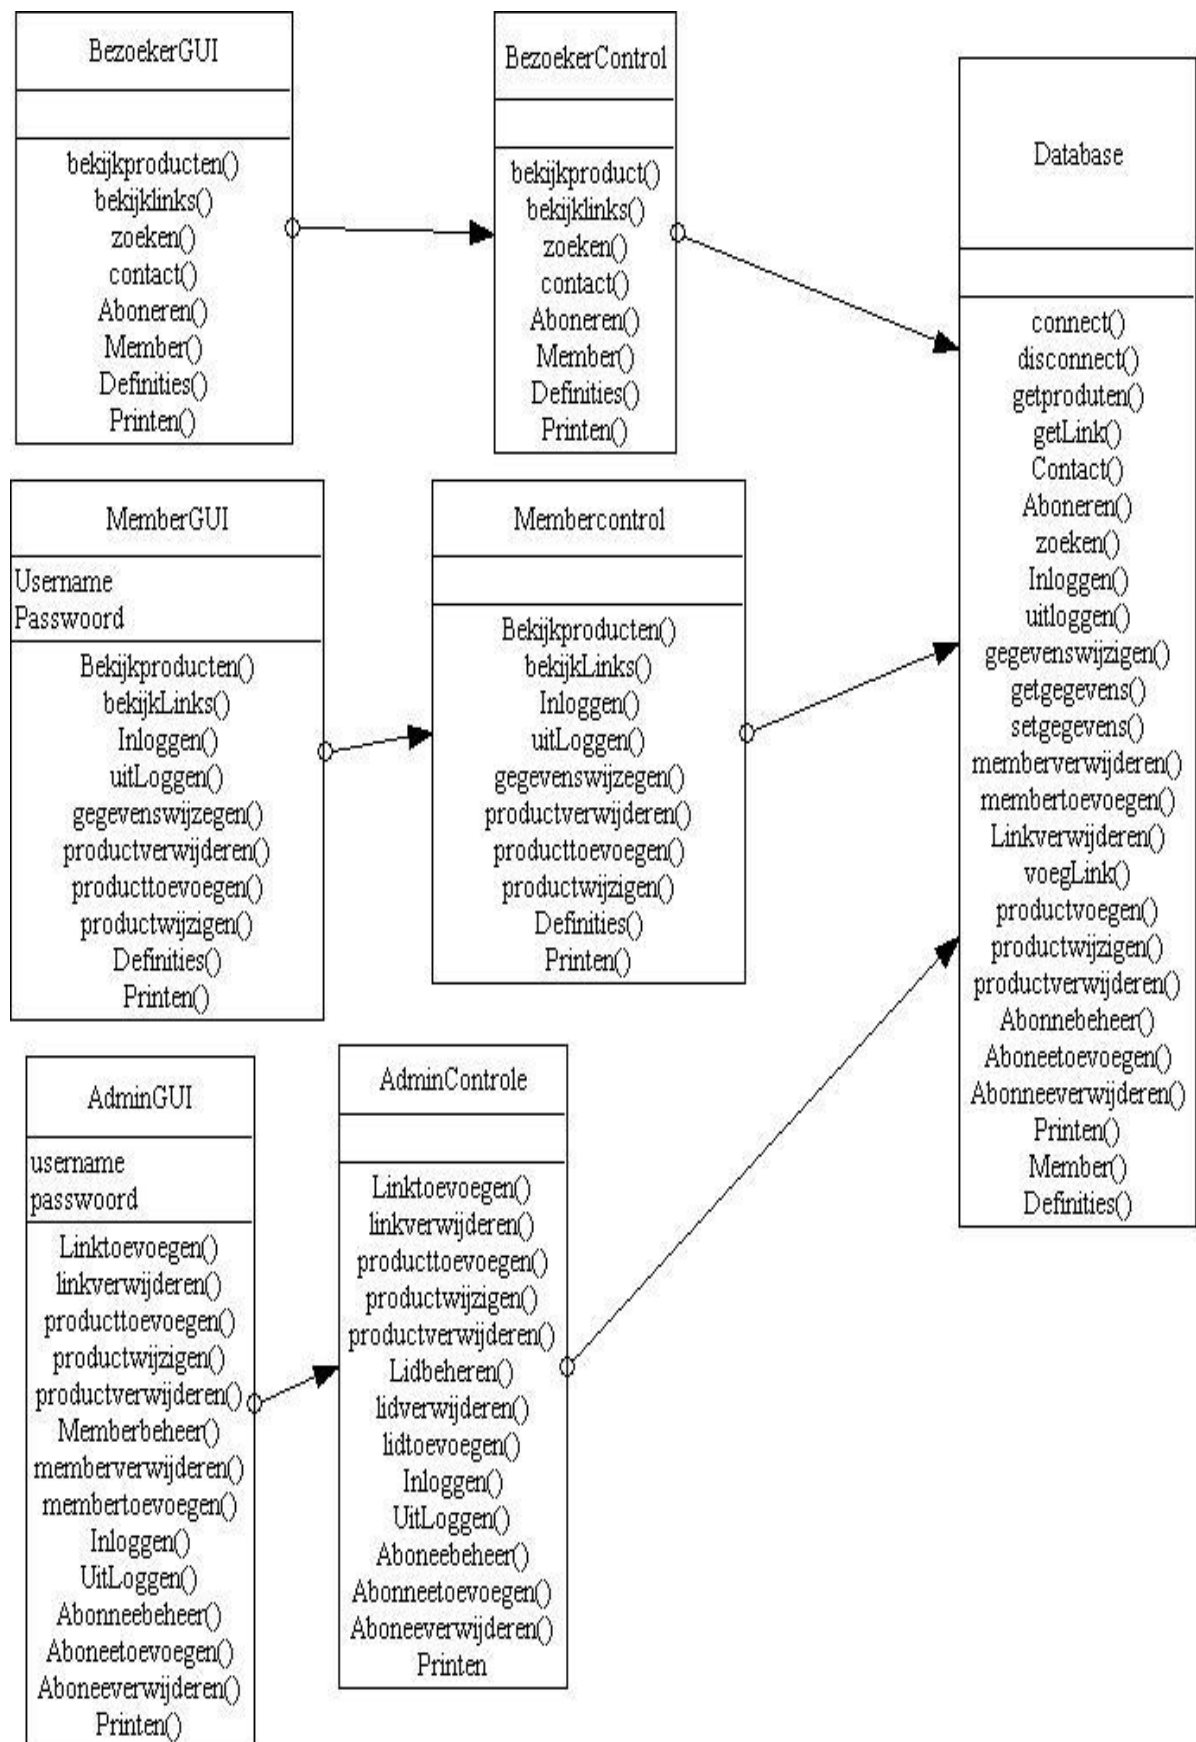 BezoekerGUI
bekijkproducten()
bekijklinks()
zoeken()
contact()
Aboneren()
Member()
Definities()
Printen()
BezoekerControl
bekijkproduct()
bekijklinks()
zoeken()
contact()
Aboneren()
Member()
Definities()
Printen()
Database
connect()
disconnect()
getproduten()
getLink()
Contact()
Aboneren()
zoeken()
Inloggen()
uitloggen()
gegevenswijzigen()
getgegevens()
setgegevens()
memberverwijderen()
membertoevoegen()
Linkverwijderen()
voegLink()
productvoegen()
productwijzigen()
productverwijderen()
Abonnebeheer()
Aboneetoevoegen()
Abonneeverwijderen()
Printen()
Member()
Definities()
MemberGUI
Username
Passwoord
Bekijkproducten()
bekijkLinks()
Inloggen()
uitLoggen()
gegevenswijzegen()
productverwijderen()
producttoevoegen()
productwijzigen()
Definities()
Printen()
Membercontrol
Bekijkproducten()
bekijkLinks()
Inloggen()
uitLoggen()
gegevenswijzegen()
productverwijderen()
producttoevoegen()
productwijzigen()
Definities()
Printen()
AdminGUI
username
passwoord
Linktoevoegen()
linkverwijderen()
producttoevoegen()
productwijzigen()
productverwijderen()
Memberbeheer()
memberverwijderen()
membertoevoegen()
Inloggen()
UitLoggen()
Abonneebeheer()
Aboneetoevoegen()
Aboneeverwijderen()
Printen()
AdminControle
Linktoevoegen()
linkverwijderen()
producttoevoegen()
productwijzigen()
productverwijderen()
Lidbeheren()
lidverwijderen()
lidtoevoegen()
Inloggen()
UitLoggen()
Aboneebeheer()
Abonneetoevoegen()
Aboneeverwijderen()
Printen